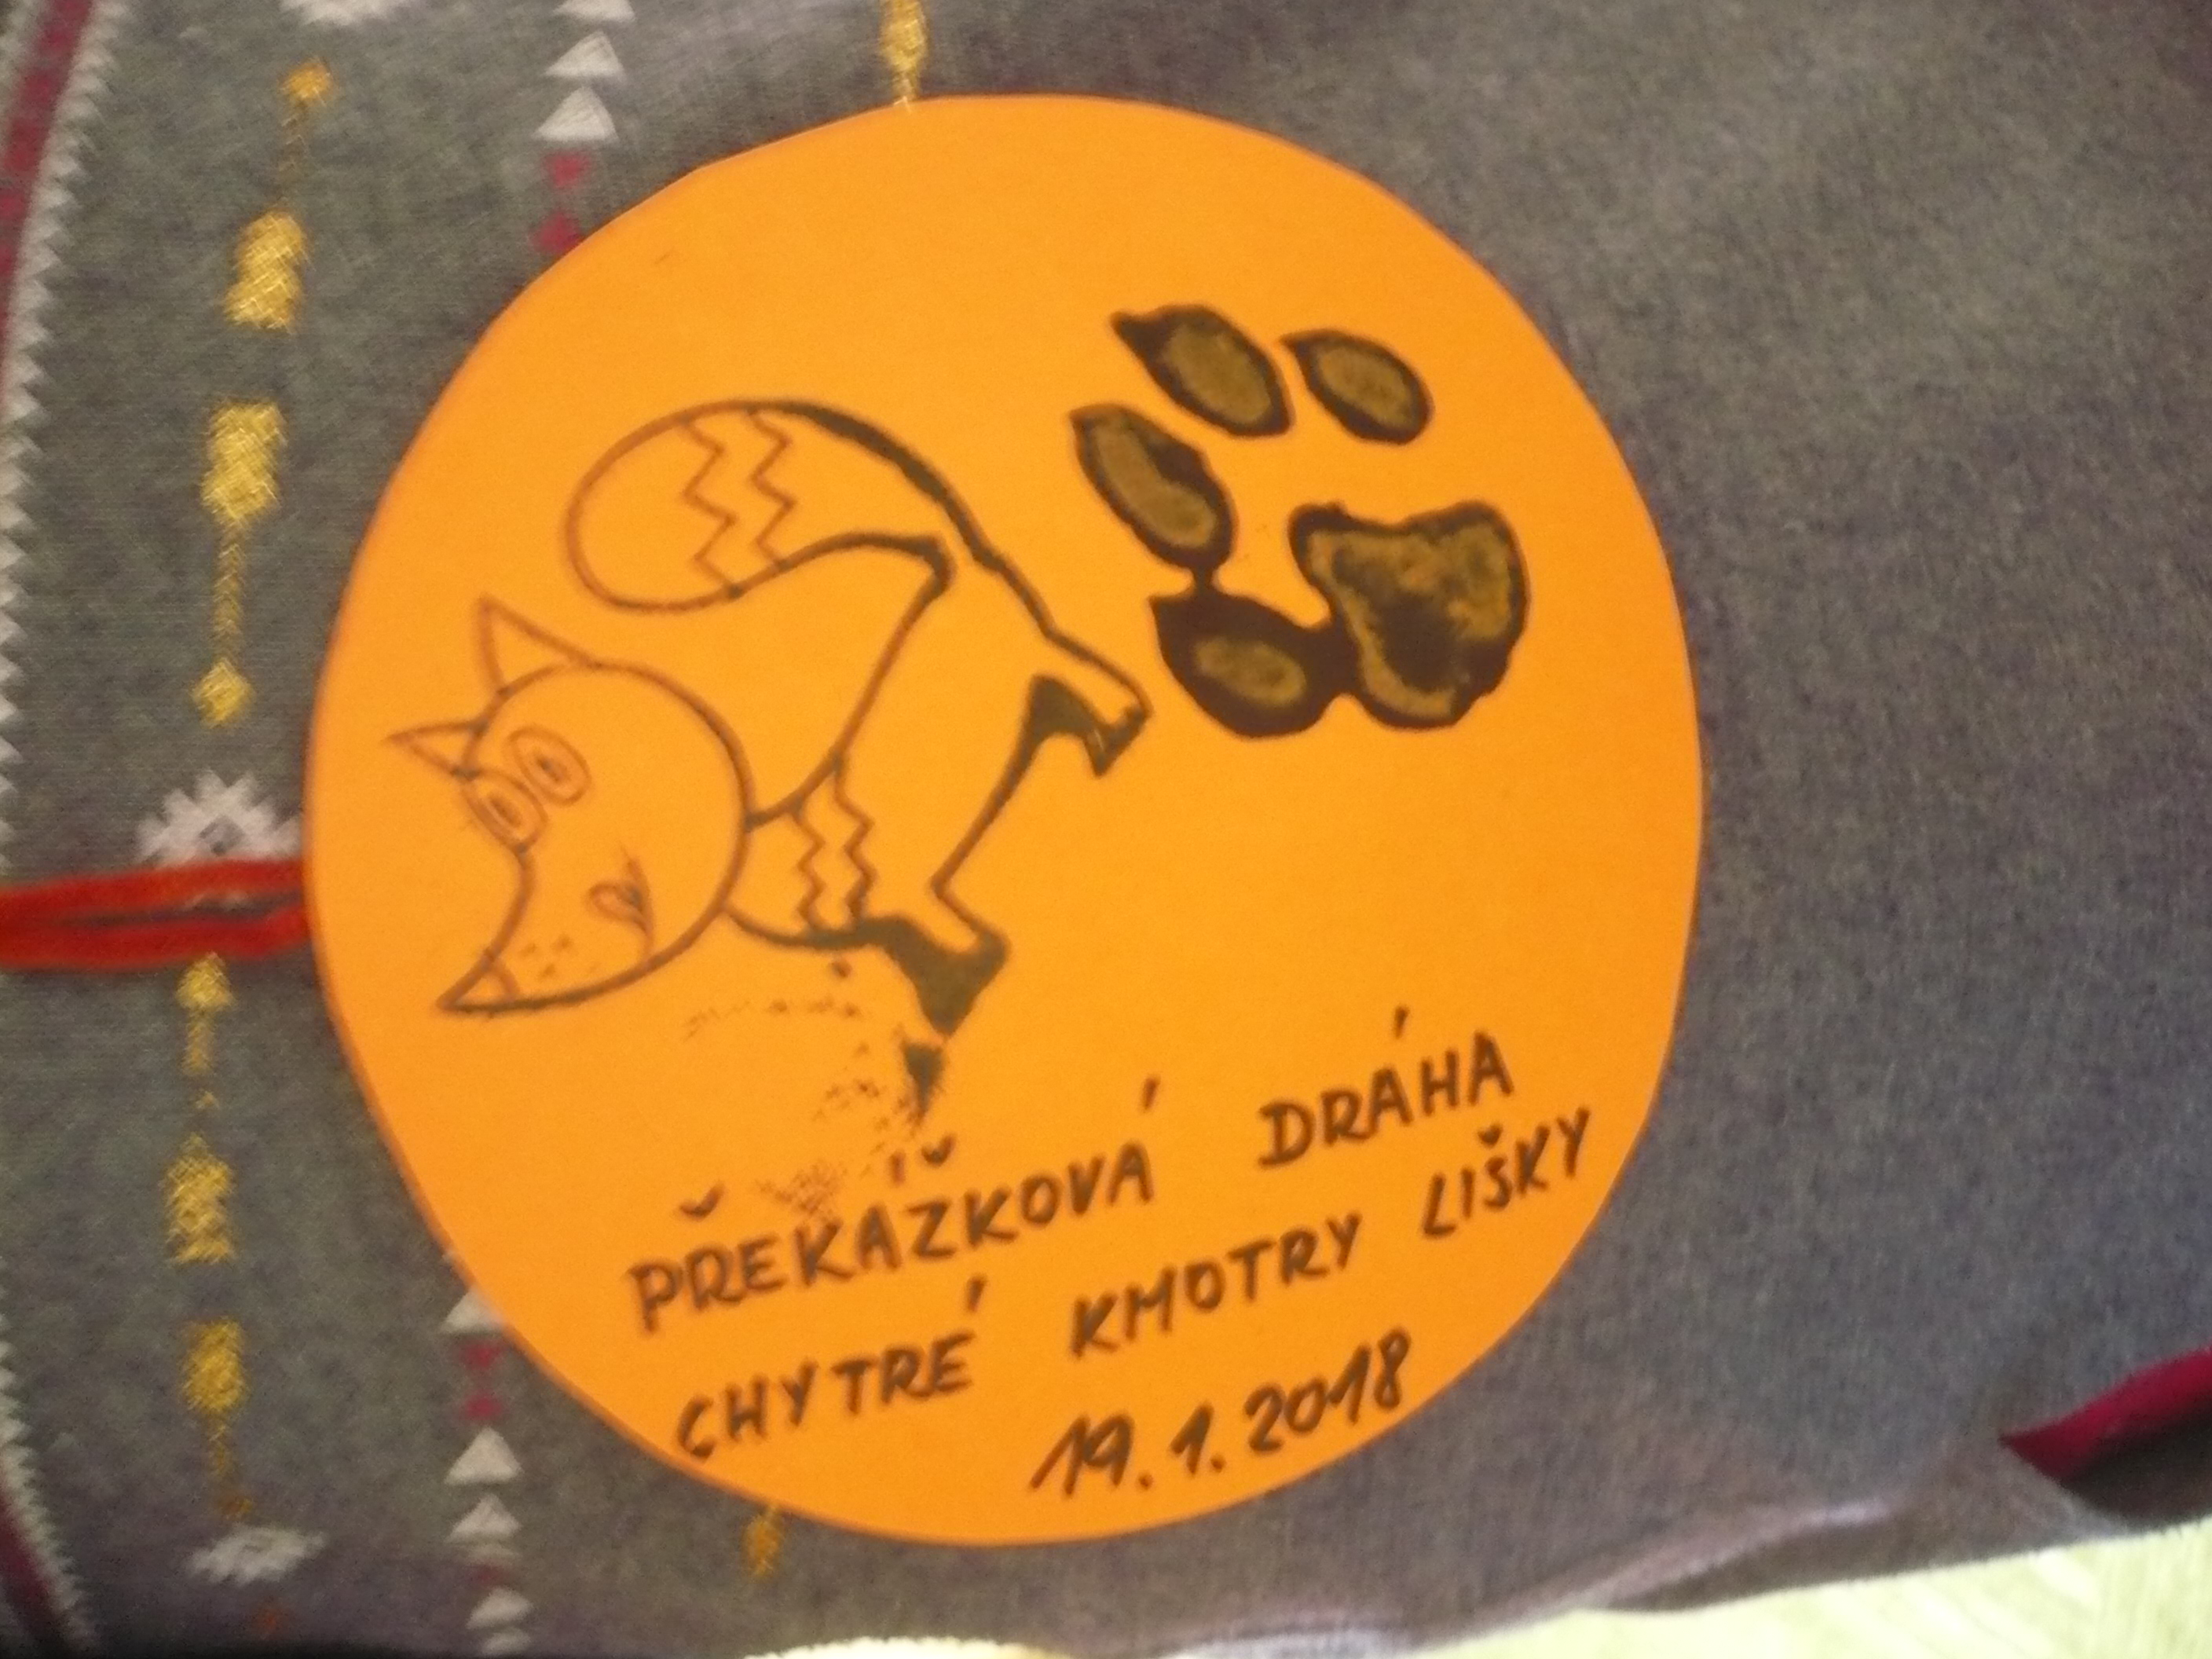 PŘEKÁŽKOVÁ DRÁHA
CHYTRÉ KMOTRY LIŠKY
19.1.2018